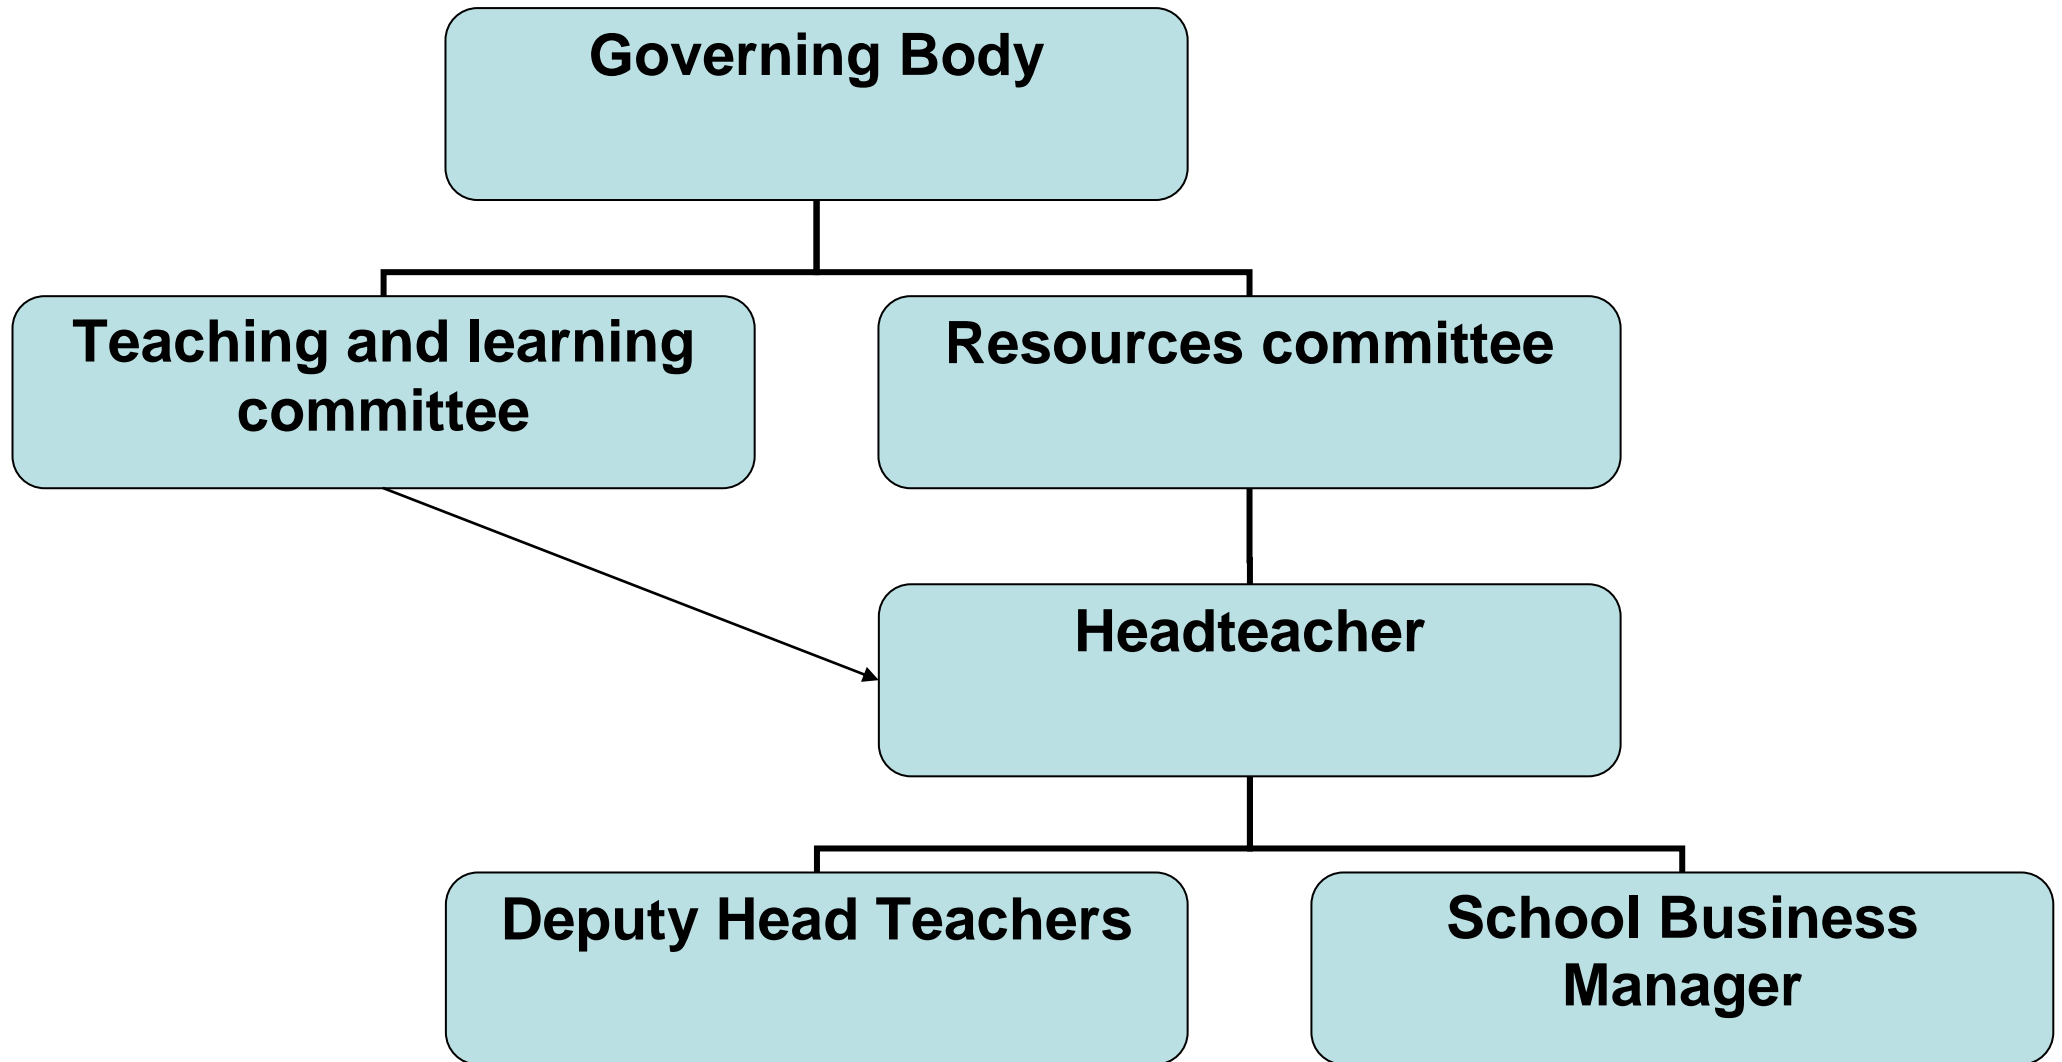 Governing Body
Teaching and learning
committee
Resources committee
Headteacher
Deputy Head Teachers
School Business
Manager